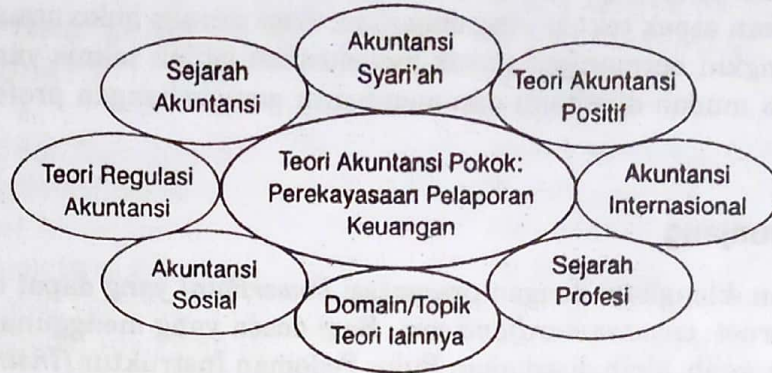 Akuntansi
Syari'ah
Sejarah
Akuntansi
Teori Akuntansi
Positif
Teori Regulasi
Akuntansi
Teori Akuntansi Pokok:
Perekayasaan Pelaporan
Keuangan
Akuntansi
Internasional
Akuntansi
Sosial
Domain/Topik
Teori lainnya
Sejarah
Profesi